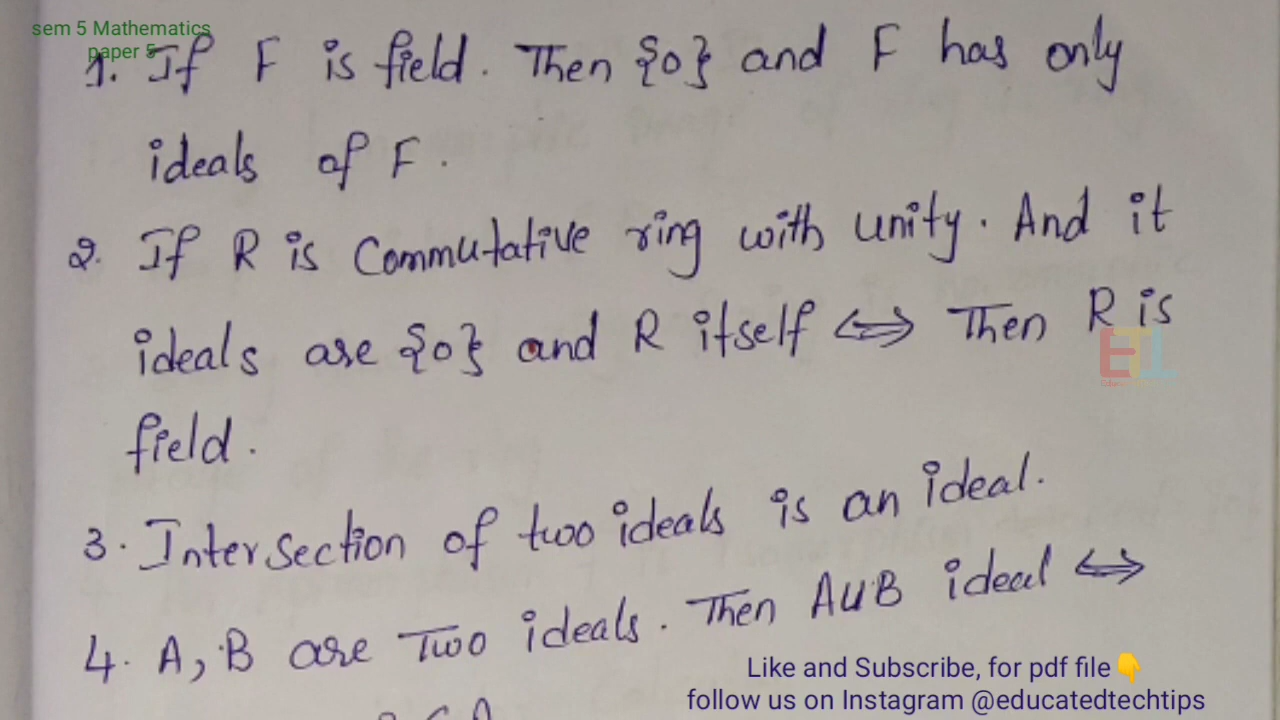 sem 5 Mathematics
paper 5
1. If F is field. Then {0} and F has only
ideals of F.
2. If R is Commutative ring with unity. And it
ideals are {0} and R itself ⟺ Then R is
field.
3. Intersection of two ideals is an ideal.
4. A, B are Two ideals. Then AUB ideal ⟺
Like and Subscribe, for pdf file👇
follow us on Instagram @educatedtechtips